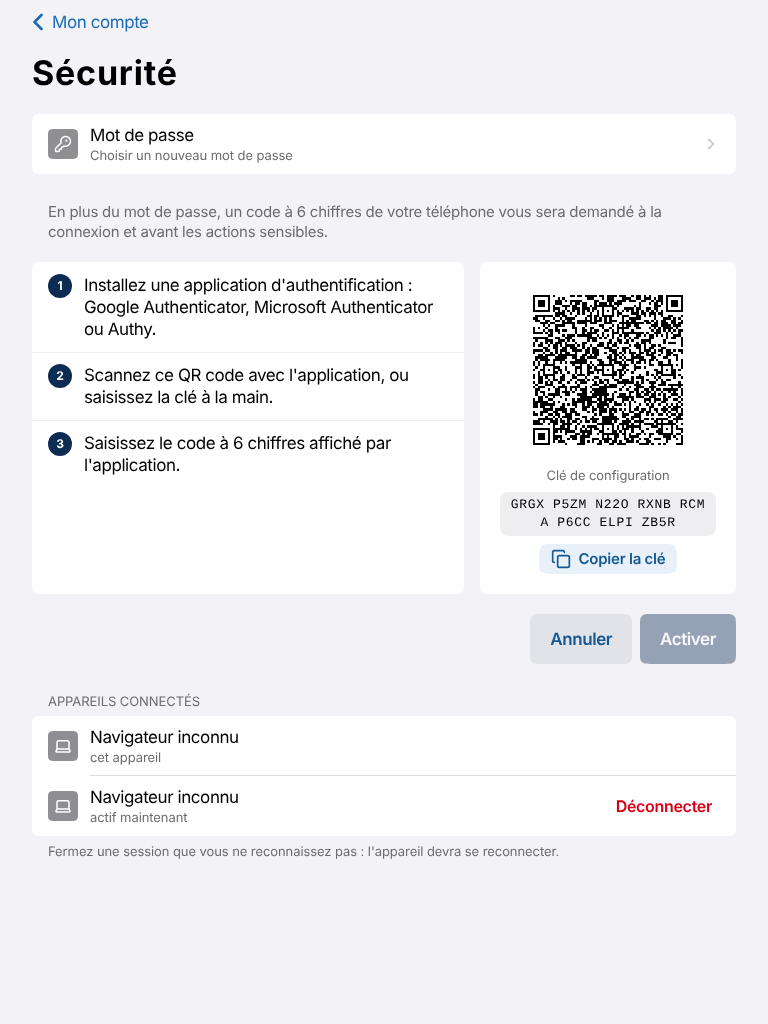 Mon compte
Sécurité
Mot de passe
Choisir un nouveau mot de passe
En plus du mot de passe, un code à 6 chiffres de votre téléphone vous sera demandé à la
connexion et avant les actions sensibles.
1 Installez une application d'authentification :
Google Authenticator, Microsoft Authenticator
ou Authy.
2 Scannez ce QR code avec l'application, ou
saisissez la clé à la main.
3 Saisissez le code à 6 chiffres affiché par
l'application.
Clé de configuration
GRGX P5ZM N22O RXNB RCM
A P6CC ELPI ZB5R
Copier la clé
Annuler
Activer
APPAREILS CONNECTÉS
Navigateur inconnu
cet appareil
Navigateur inconnu
actif maintenant
Déconnecter
Fermez une session que vous ne reconnaissez pas : l'appareil devra se reconnecter.